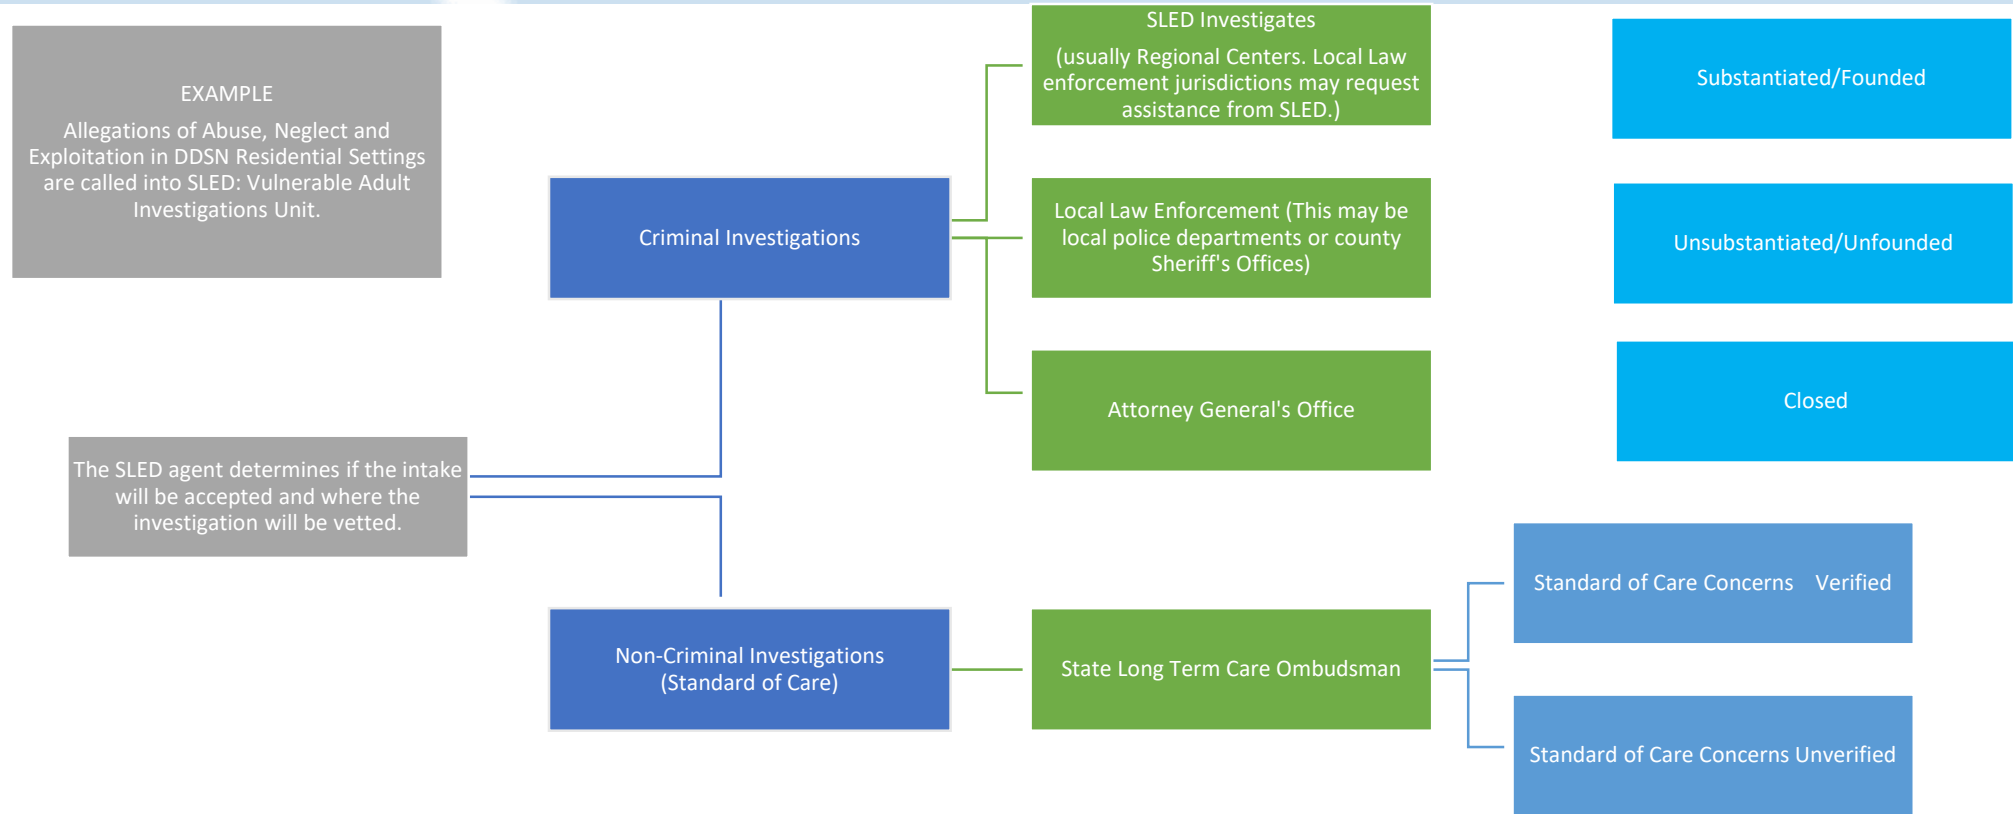 EXAMPLE
Allegations of Abuse, Neglect and
Exploitation in DDSN Residential Settings
are called into SLED: Vulnerable Adult
Investigations Unit.
The SLED agent determines if the intake
will be accepted and where the
investigation will be vetted.
Criminal Investigations
SLED Investigates
(usually Regional Centers. Local Law
enforcement jurisdictions may request
assistance from SLED.)
Local Law Enforcement (This may be
local police departments or county
Sheriff's Offices)
Attorney General's Office
Substantiated/Founded
Unsubstantiated/Unfounded
Closed
Non-Criminal Investigations
(Standard of Care)
State Long Term Care Ombudsman
Standard of Care Concerns Verified
Standard of Care Concerns Unverified